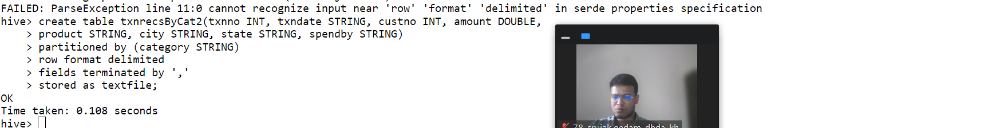 FAILED: ParseException line 11:0 cannot recognize input near 'row' 'format' 'delimited' in serde properties specification
hive> create table txnrecsByCat2(txnno INT, txndate STRING, custno INT, amount DOUBLE,
> product STRING, city STRING, state STRING, spendby STRING)
> partitioned by (category STRING)
> row format delimited
> fields terminated by ','
> stored as textfile;
OK
Time taken: 0.108 seconds
hive>